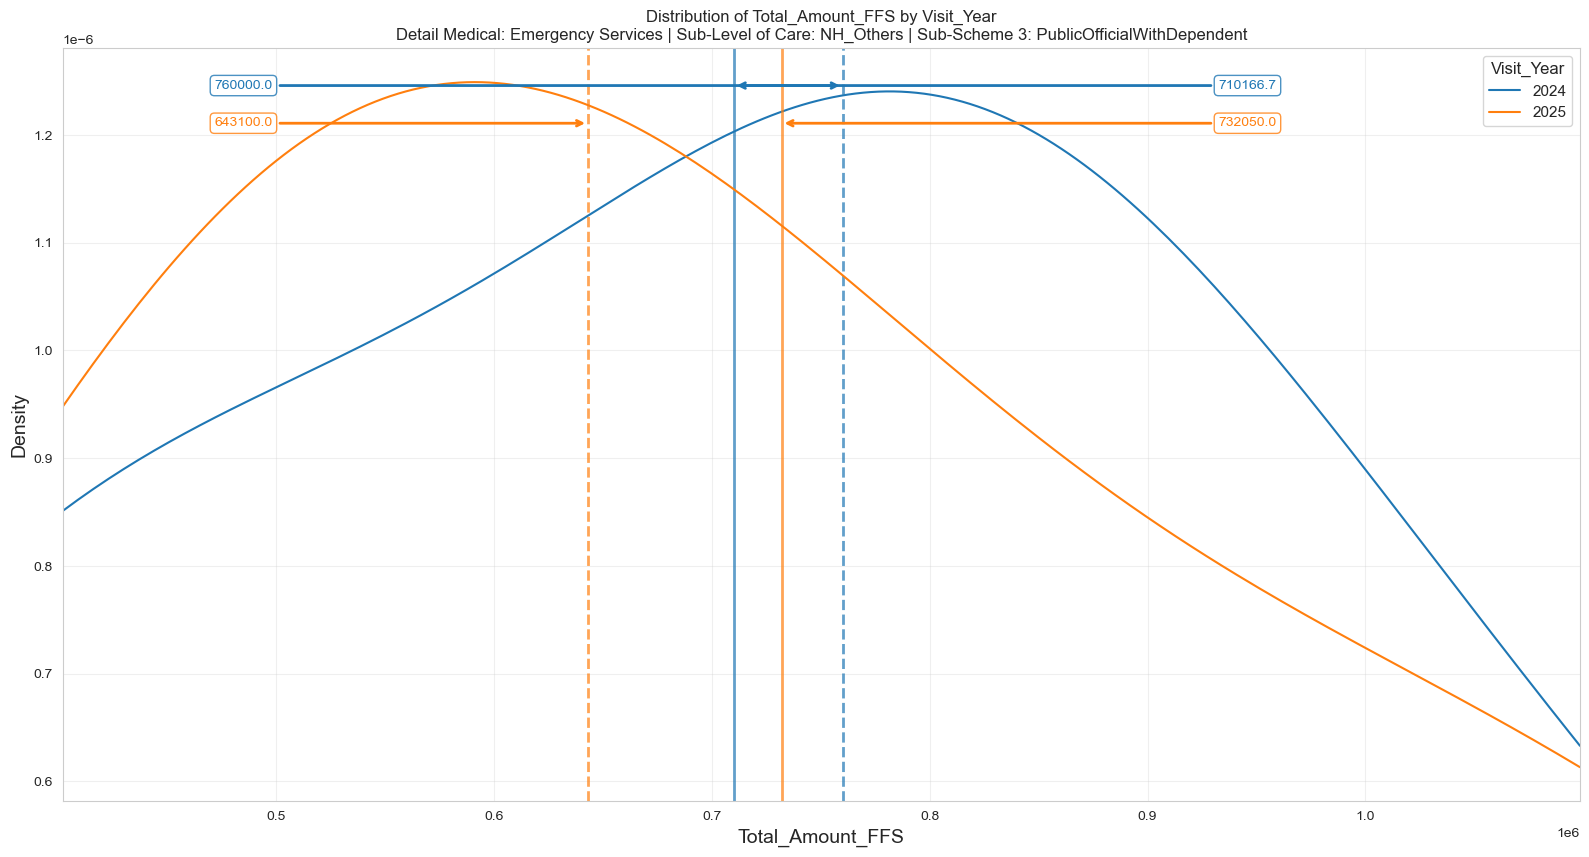 Distribution of Total_Amount_FFS by Visit_Year
Detail Medical: Emergency Services | Sub-Level of Care: NH_Others | Sub-Scheme 3: PublicOfficialWithDependent
1e−6
Visit_Year
2024
2025
760000.0
710166.7
643100.0
732050.0
1.2
1.1
1.0
0.9
0.8
0.7
0.6
Density
0.5
0.6
0.7
0.8
0.9
1.0
1e6
Total_Amount_FFS